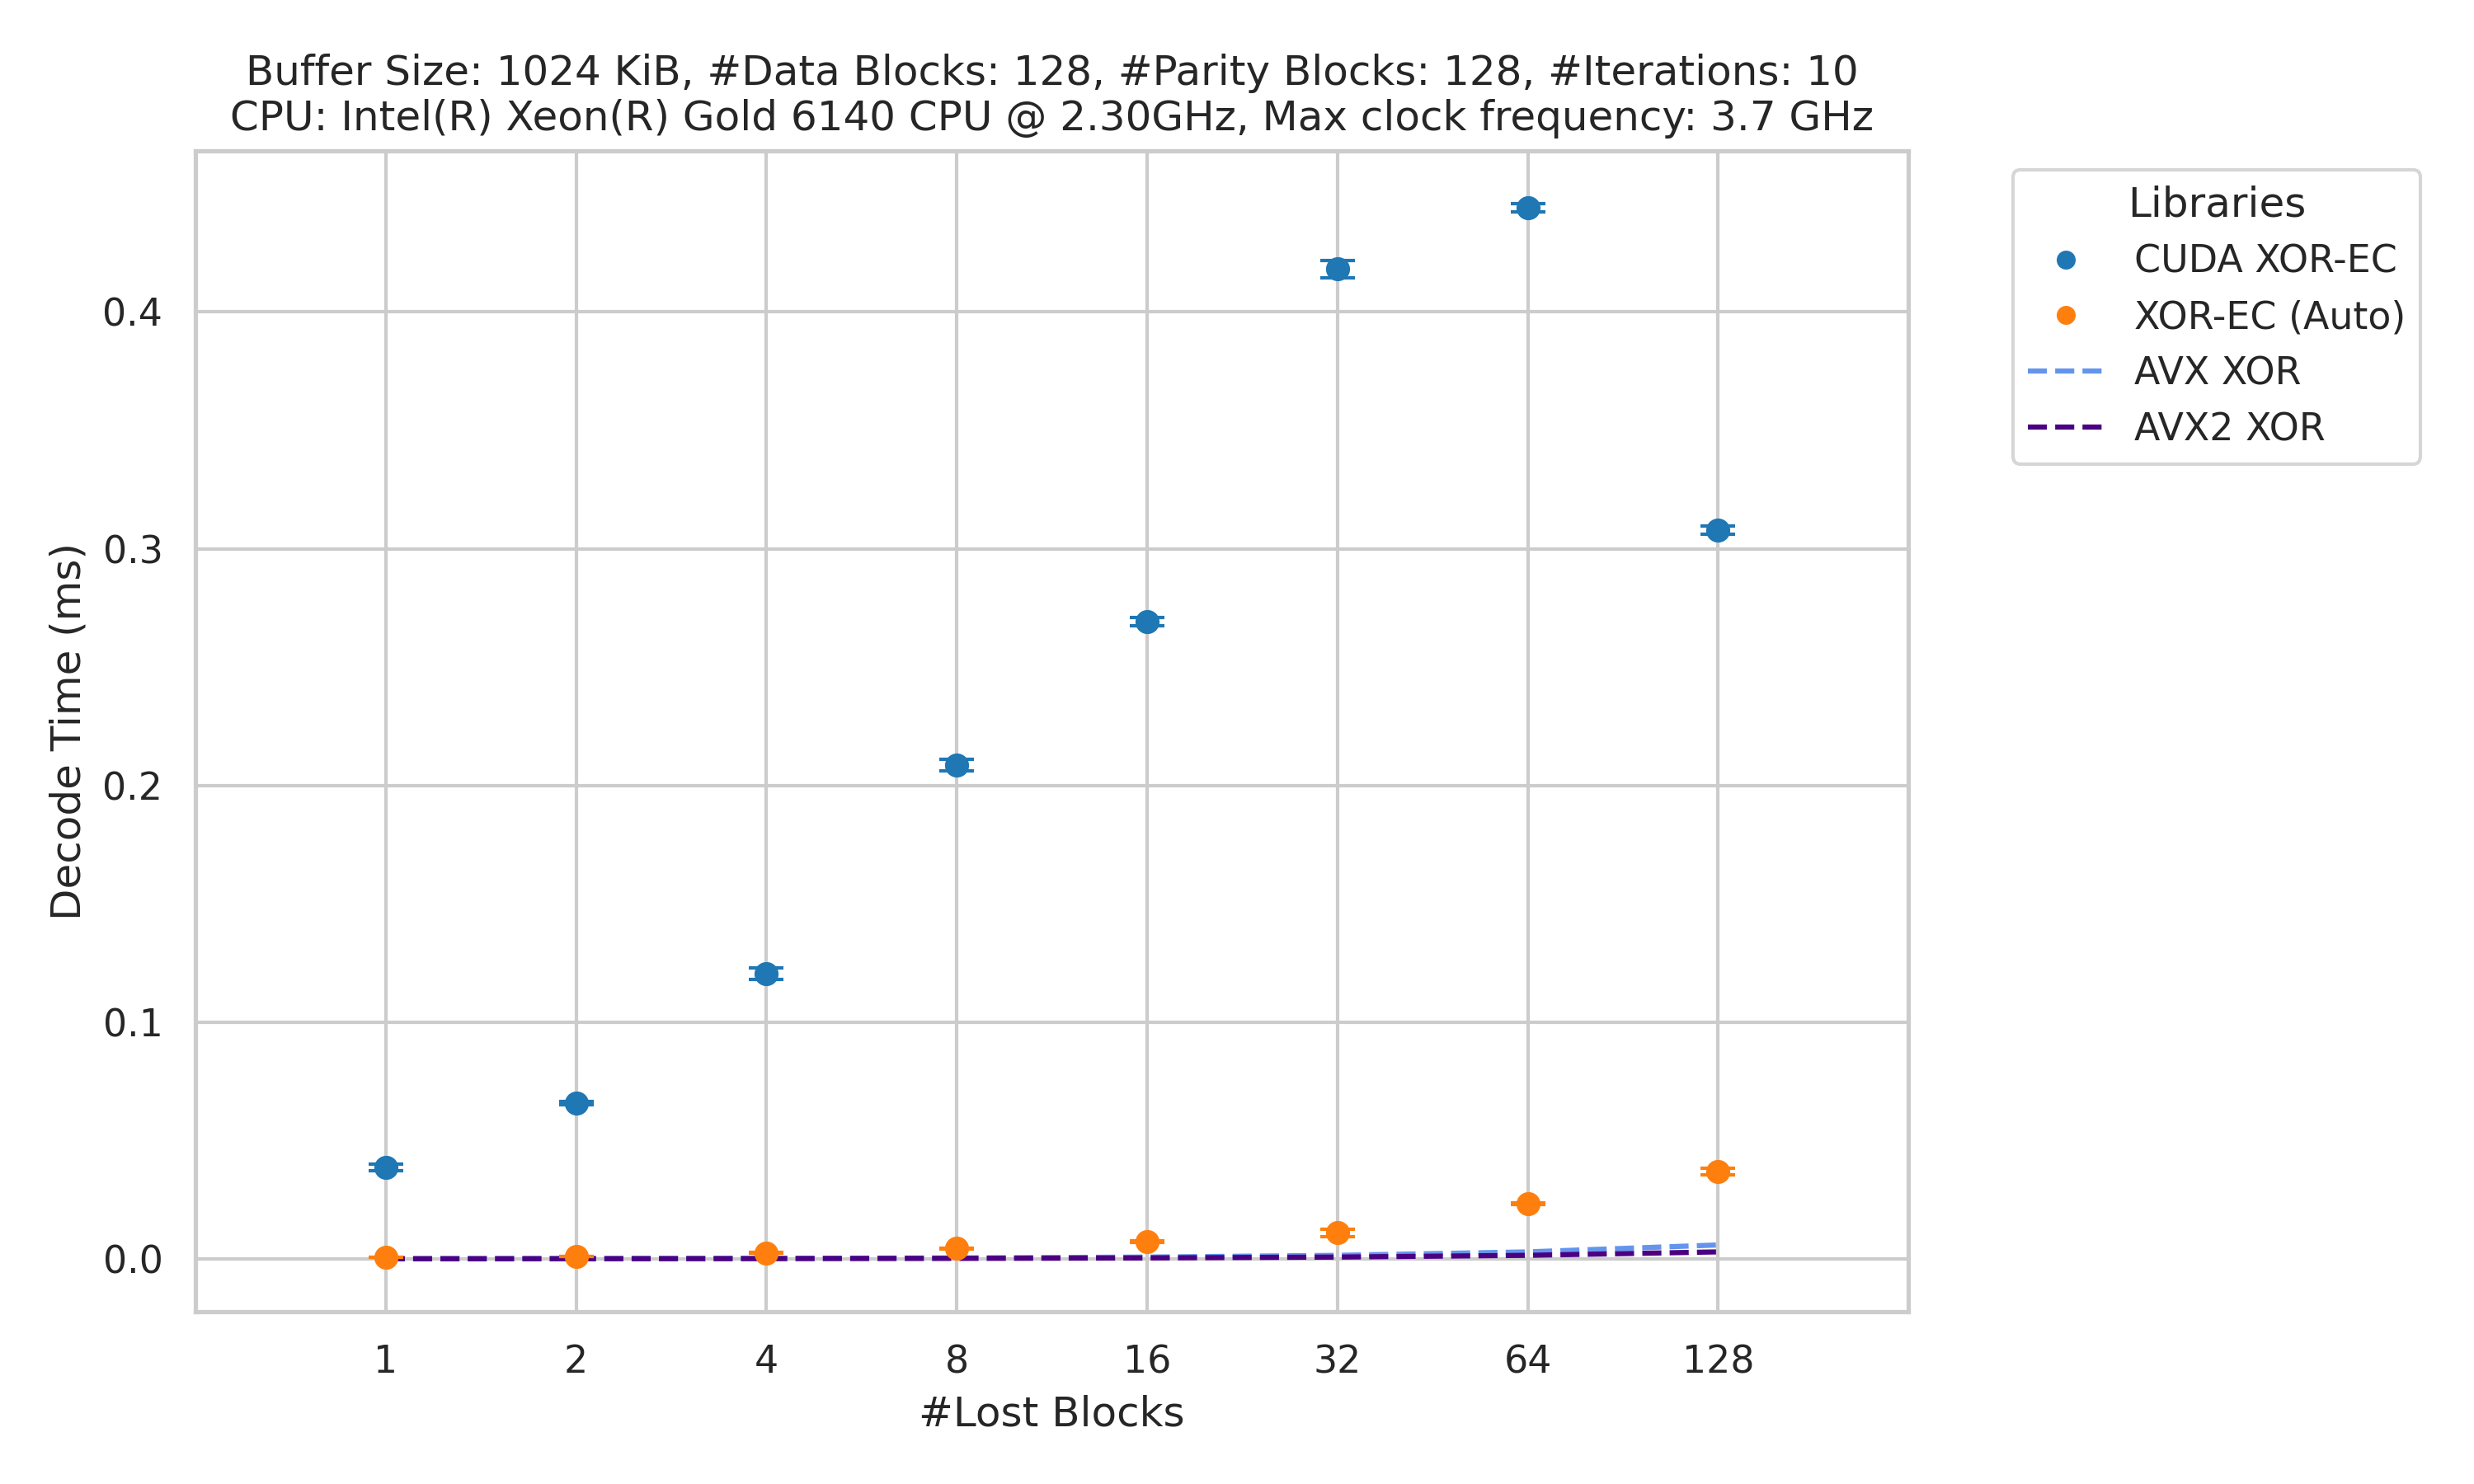 Buffer Size: 1024 KiB, #Data Blocks: 128, #Parity Blocks: 128, #Iterations: 10
CPU: Intel(R) Xeon(R) Gold 6140 CPU @ 2.30GHz, Max clock frequency: 3.7 GHz
Decode Time (ms)
0.4
0.3
0.2
0.1
0.0
1 2 4 8 16 32 64 128
#Lost Blocks
Libraries
CUDA XOR-EC
XOR-EC (Auto)
AVX XOR
AVX2 XOR